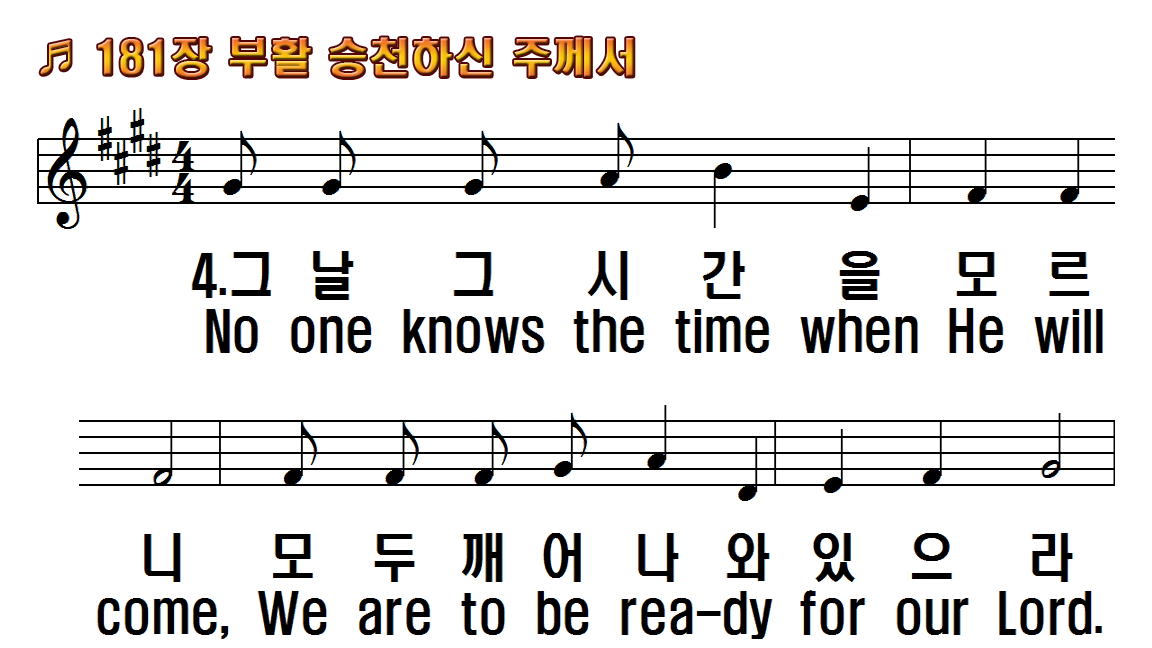 181장 부활 승천하신 주께서
4
4
4.그 날 그 시 간 을 모 르
No one knows the time when He will
니 모 두 깨 어 나 와 있 으 라
come, We are to be rea-dy for our Lord.